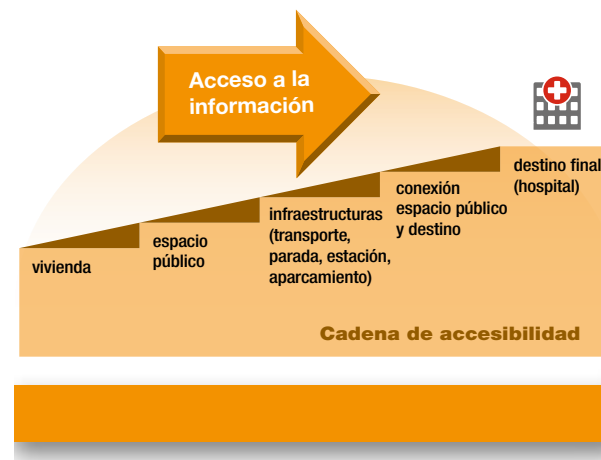 Acceso a la
información
vivienda
espacio
público
infraestructuras
(transporte,
parada, estación,
aparcamiento)
conexión
espacio público
y destino
destino final
(hospital)
Cadena de accesibilidad